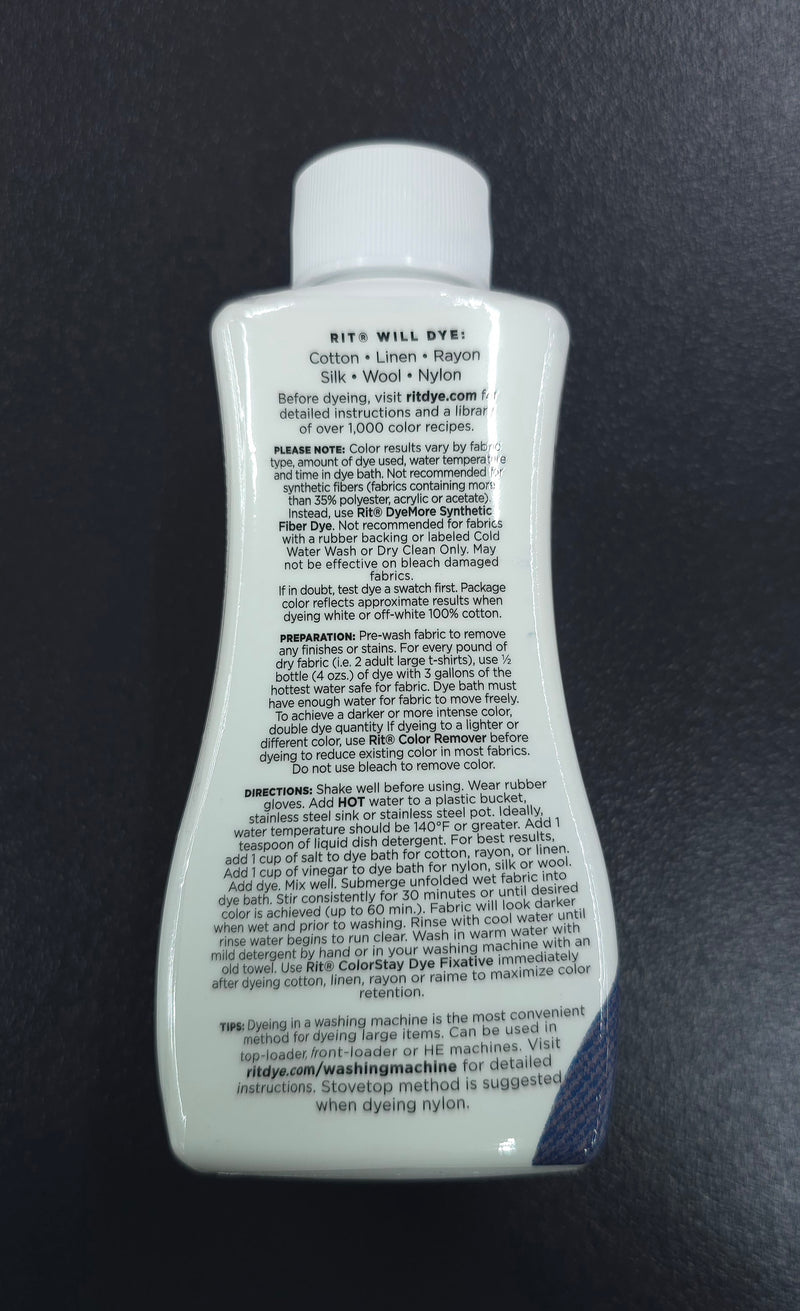 RIT® WILL DYE:
Cotton • Linen • Rayon
Silk • Wool • Nylon
Before dyeing, visit ritdye.com for
detailed instructions and a library
of over 1,000 color recipes.
PLEASE NOTE: Color results vary by fabric
type, amount of dye used, water temperature
and time in dye bath. Not recommended for
synthetic fibers (fabrics containing more
than 35% polyester, acrylic or acetate).
Instead, use Rit® DyeMore Synthetic
Fiber Dye. Not recommended for fabrics
with a rubber backing or labeled Cold
Water Wash or Dry Clean Only. May
not be effective on bleach damaged
fabrics.
If in doubt, test dye a swatch first. Package
color reflects approximate results when
dyeing white or off-white 100% cotton.
PREPARATION: Pre-wash fabric to remove
any finishes or stains. For every pound of
dry fabric (i.e. 2 adult large t-shirts), use ½
bottle (4 ozs.) of dye with 3 gallons of the
hottest water safe for fabric. Dye bath must
have enough water for fabric to move freely.
To achieve a darker or more intense color,
double dye quantity If dyeing to a lighter or
different color, use Rit® Color Remover before
dyeing to reduce existing color in most fabrics.
Do not use bleach to remove color.
DIRECTIONS: Shake well before using. Wear rubber
gloves. Add HOT water to a plastic bucket,
stainless steel sink or stainless steel pot. Ideally,
water temperature should be 140°F or greater. Add 1
teaspoon of liquid dish detergent. For best results,
add 1 cup of salt to dye bath for cotton, rayon, or linen.
Add 1 cup of vinegar to dye bath for nylon, silk or wool.
Add dye. Mix well. Submerge unfolded wet fabric into
dye bath. Stir consistently for 30 minutes or until desired
color is achieved (up to 60 min.). Fabric will look darker
when wet and prior to washing. Rinse with cool water until
rinse water begins to run clear. Wash in warm water with
mild detergent by hand or in your washing machine with an
old towel. Use Rit® ColorStay Dye Fixative immediately
after dyeing cotton, linen, rayon or raime to maximize color
retention.
TIPS: Dyeing in a washing machine is the most convenient
method for dyeing large items. Can be used in
top-loader, front-loader or HE machines. Visit
ritdye.com/washingmachine for detailed
instructions. Stovetop method is suggested
when dyeing nylon.